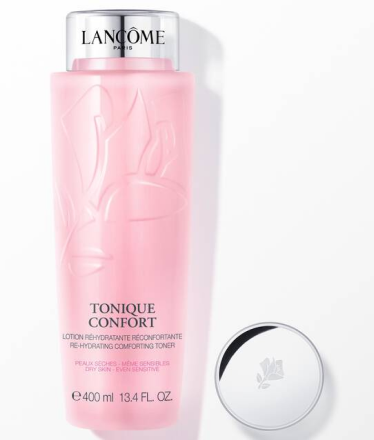 LANCÔME
PARIS
TONIQUE
CONFORT
LOTION RÉHYDRATANTE RÉCONFORTANTE
RE-HYDRATING COMFORTING TONER
PEAUX SÈCHES - MÊME SENSIBLES
DRY SKIN - EVEN SENSITIVE
℮ 400 ml 13.4 FL. OZ.